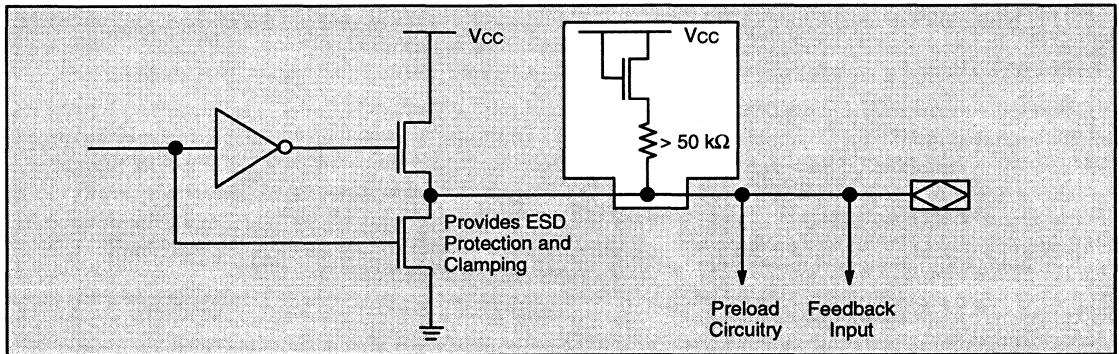 Vcc
Vcc
> 50 kΩ
Provides ESD
Protection and
Clamping
Preload
Circuitry
Feedback
Input